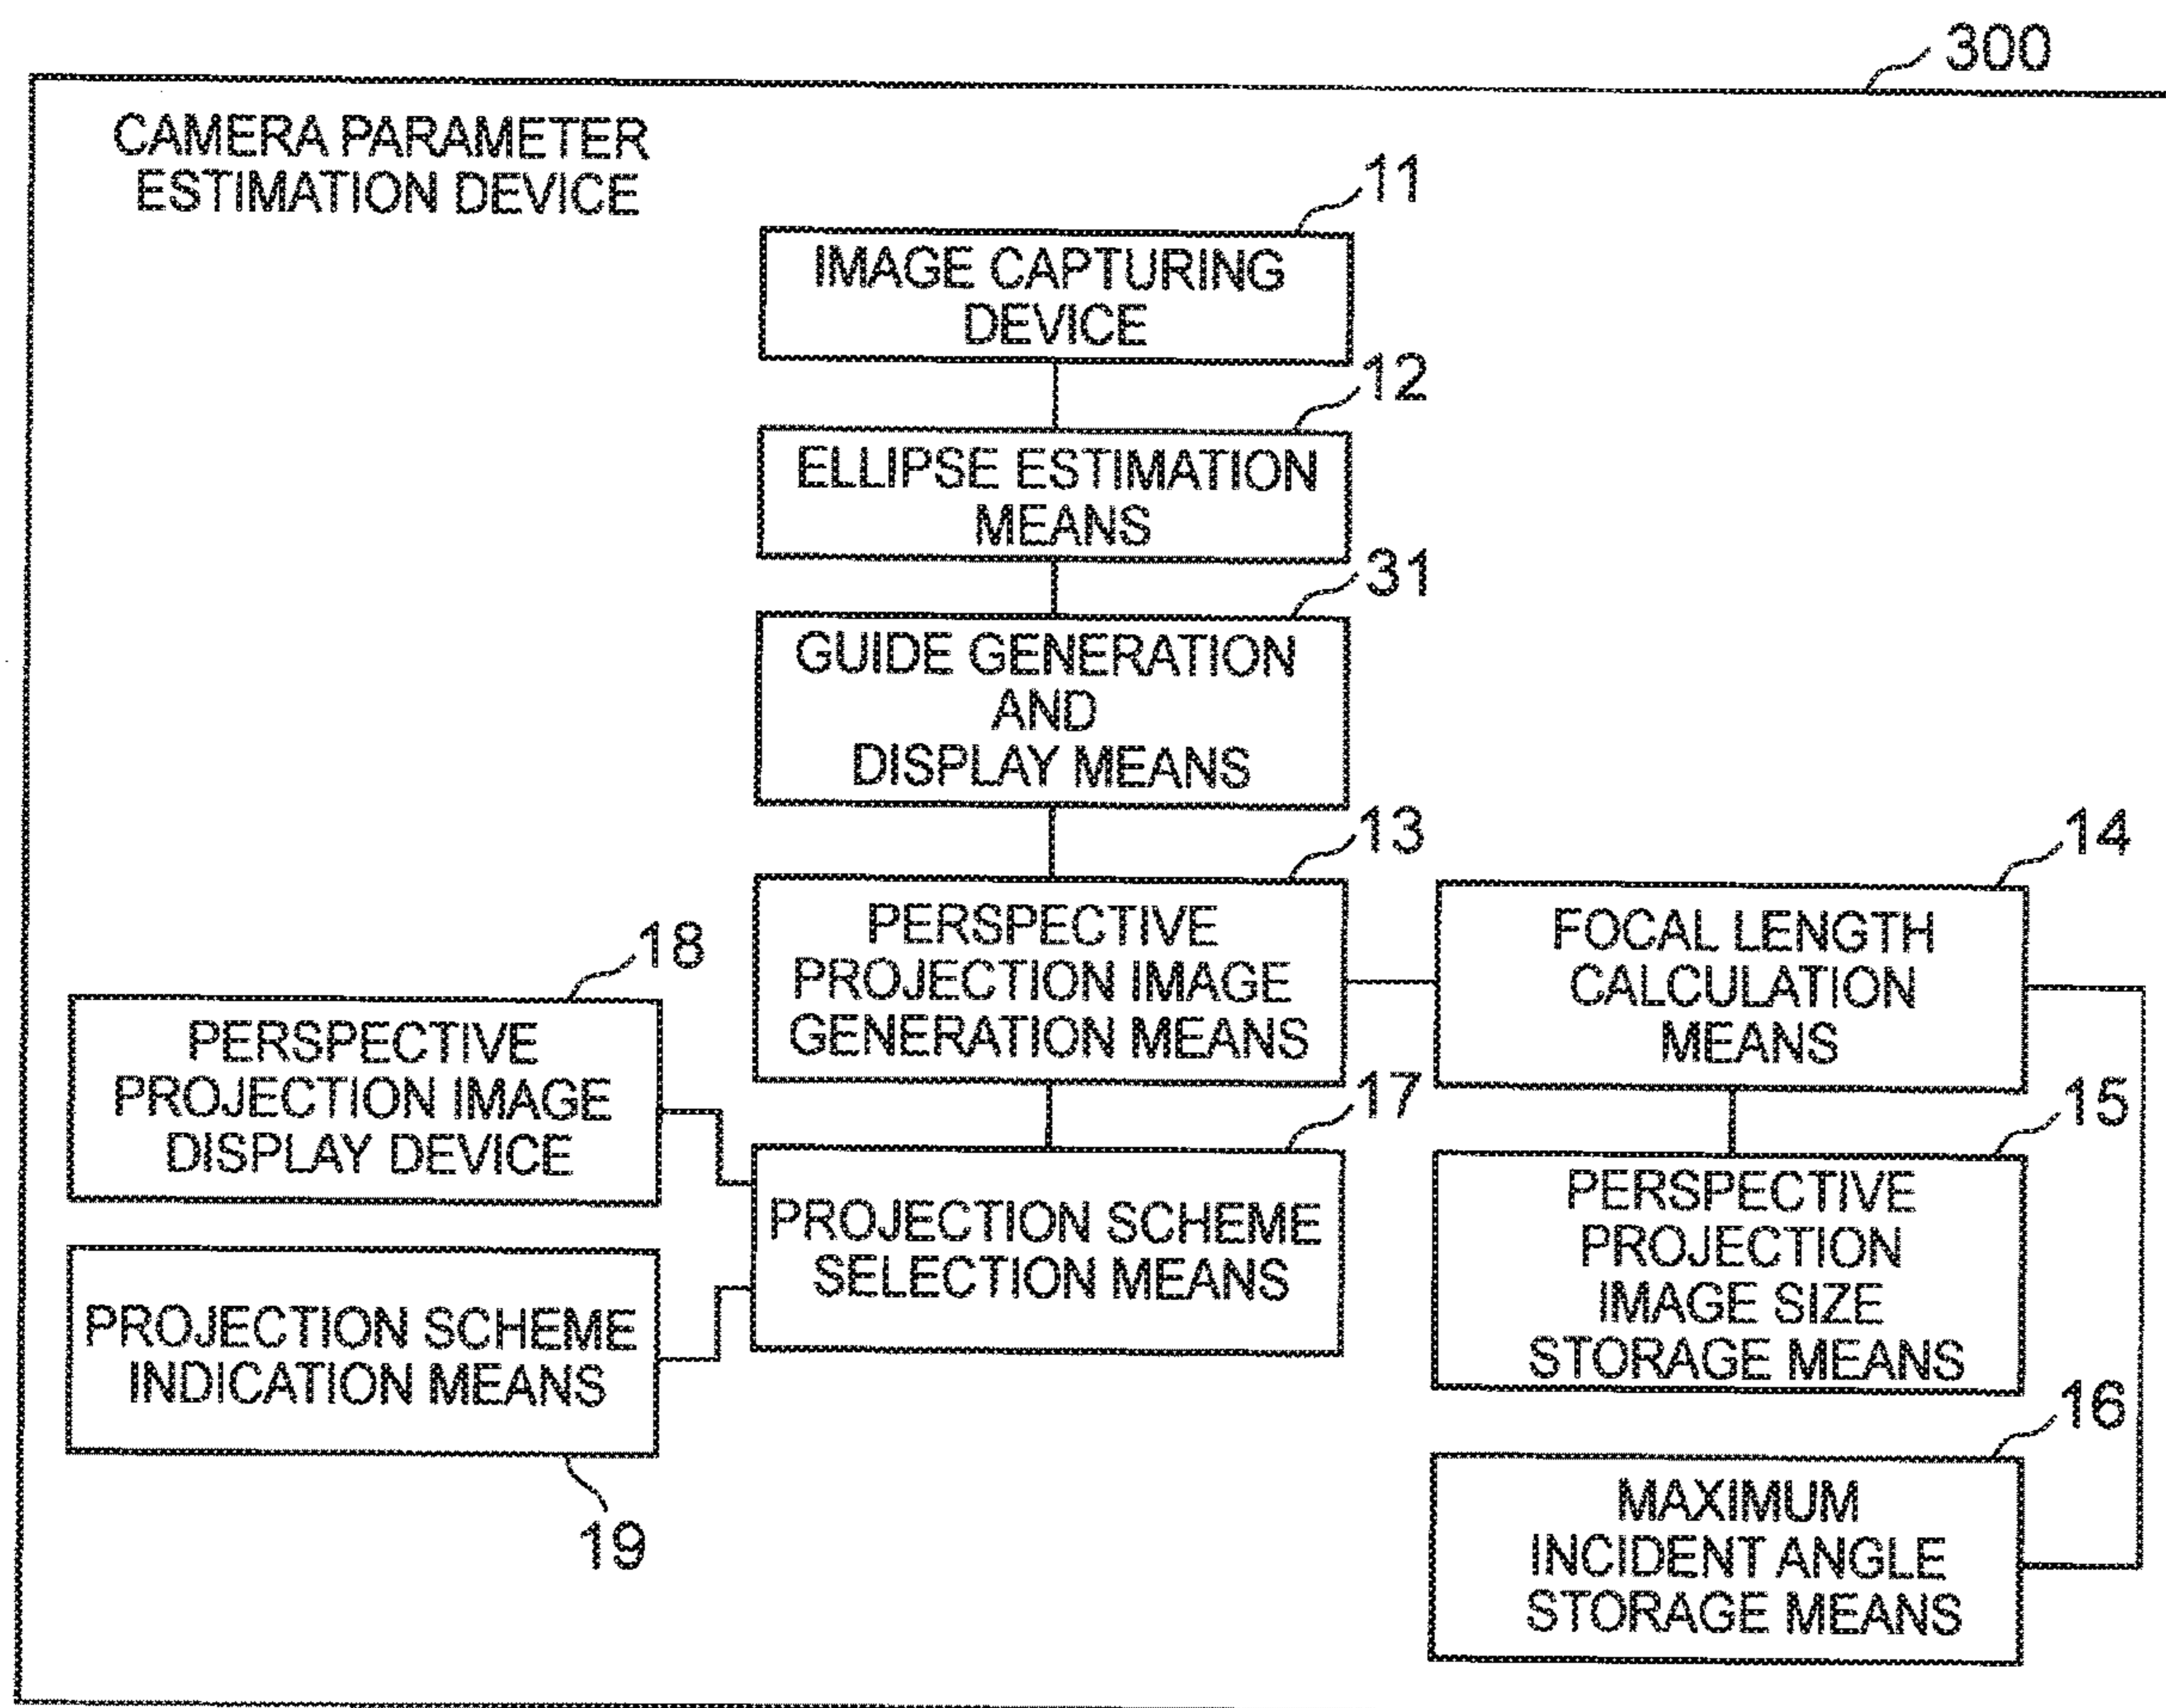 300
CAMERA PARAMETER
ESTIMATION DEVICE
11
IMAGE CAPTURING
DEVICE
12
ELLIPSE ESTIMATION
MEANS
31
GUIDE GENERATION
AND
DISPLAY MEANS
13
PERSPECTIVE
PROJECTION IMAGE
GENERATION MEANS
14
FOCAL LENGTH
CALCULATION
MEANS
18
PERSPECTIVE
PROJECTION IMAGE
DISPLAY DEVICE
17
PROJECTION SCHEME
SELECTION MEANS
15
PERSPECTIVE
PROJECTION
IMAGE SIZE
STORAGE MEANS
PROJECTION SCHEME
INDICATION MEANS
19
16
MAXIMUM
INCIDENT ANGLE
STORAGE MEANS